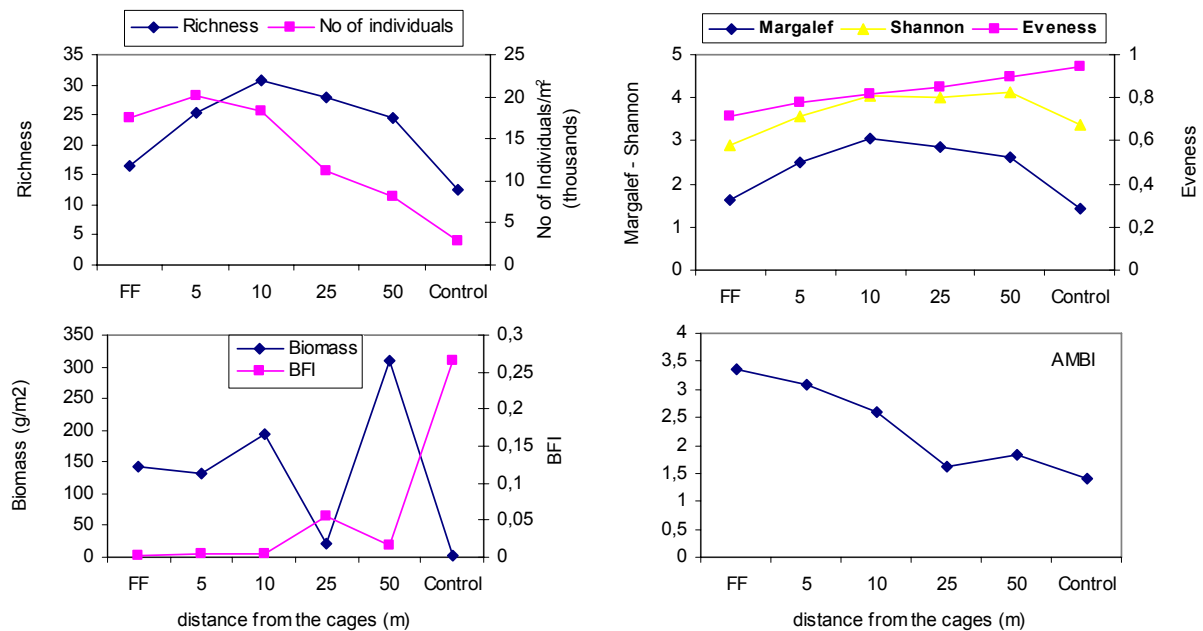 Richness No of individuals
35
30
25
20
15
10
5
0
Richness
25
20
15
10
5
0
No of Individuals/m²
(thousands)
FF 5 10 25 50 Control
Margalef Shannon Eveness
5
4
3
2
1
0
Margalef - Shannon
1
0,8
0,6
0,4
0,2
0
Eveness
FF 5 10 25 50 Control
Biomass
BFI
350
300
250
200
150
100
50
0
Biomass (g/m2)
0,3
0,25
0,2
0,15
0,1
0,05
0
BFI
FF 5 10 25 50 Control
distance from the cages (m)
AMBI
4
3,5
3
2,5
2
1,5
1
0,5
0
FF 5 10 25 50 Control
distance from the cages (m)